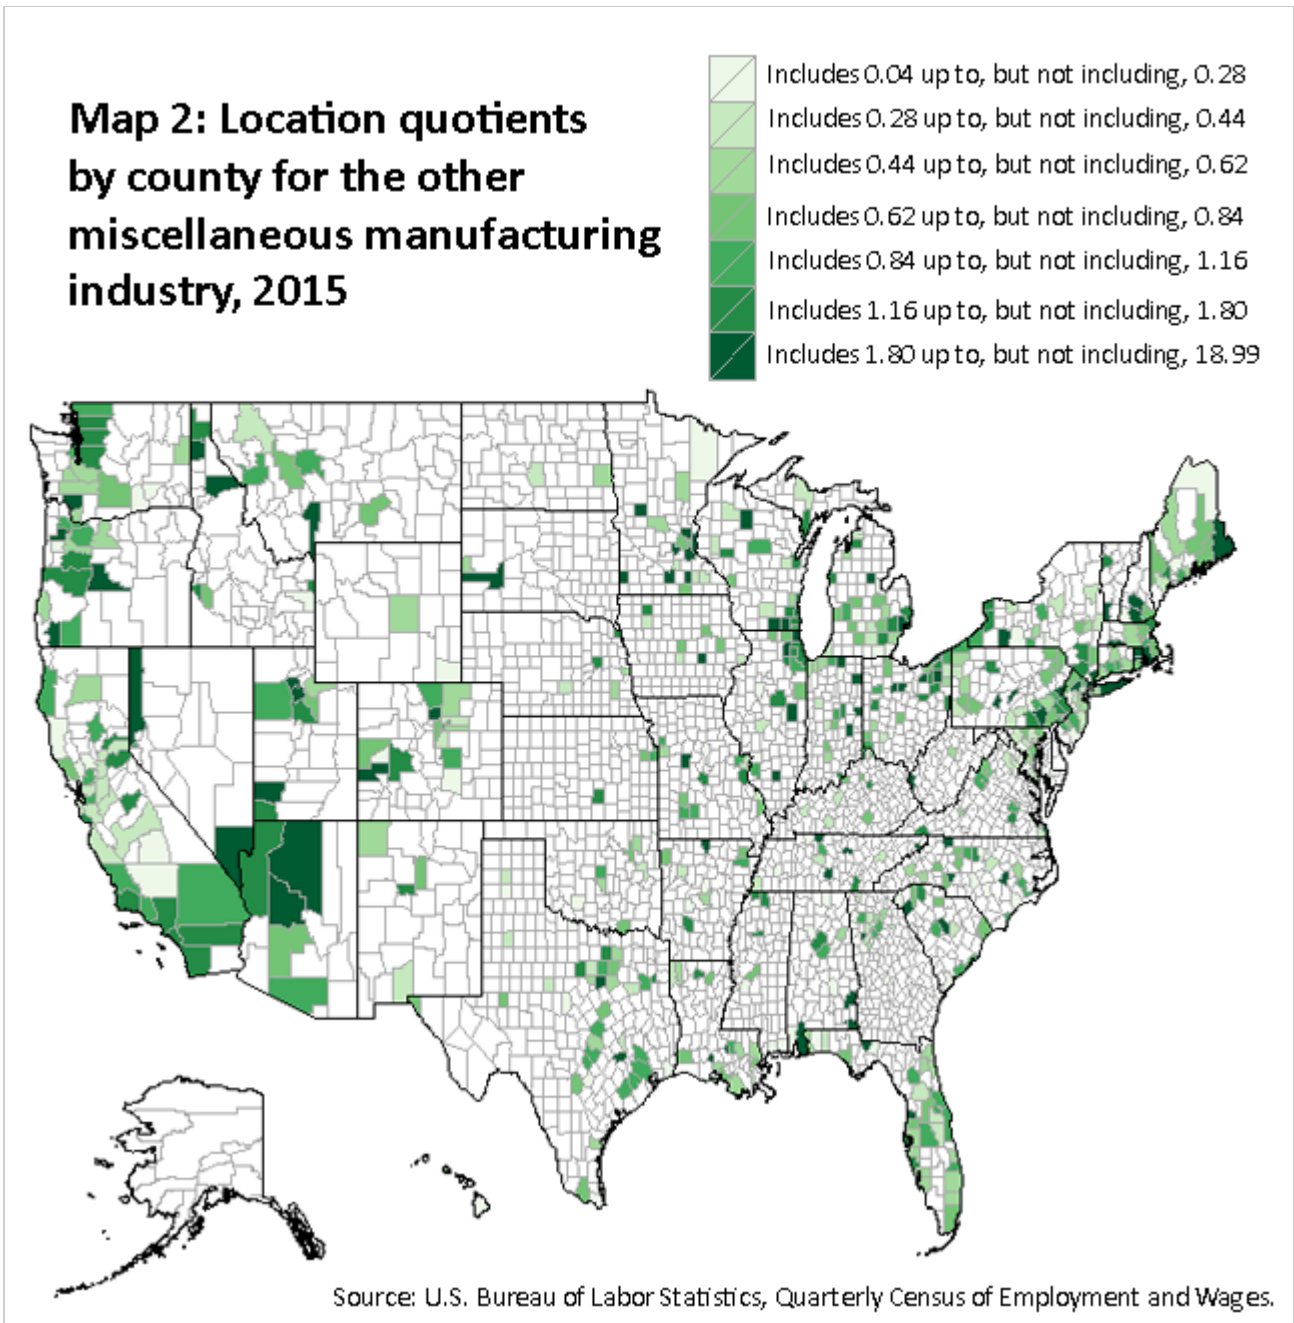 Map 2: Location quotients
by county for the other
miscellaneous manufacturing
industry, 2015
Includes 0.04 up to, but not including, 0.28
Includes 0.28 up to, but not including, 0.44
Includes 0.44 up to, but not including, 0.62
Includes 0.62 up to, but not including, 0.84
Includes 0.84 up to, but not including, 1.16
Includes 1.16 up to, but not including, 1.80
Includes 1.80 up to, but not including, 18.99
Source: U.S. Bureau of Labor Statistics, Quarterly Census of Employment and Wages.